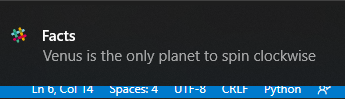 Facts
Venus is the only planet to spin clockwise
Ln 6, Col 14 Spaces: 4 UTF-8 CRLF Python